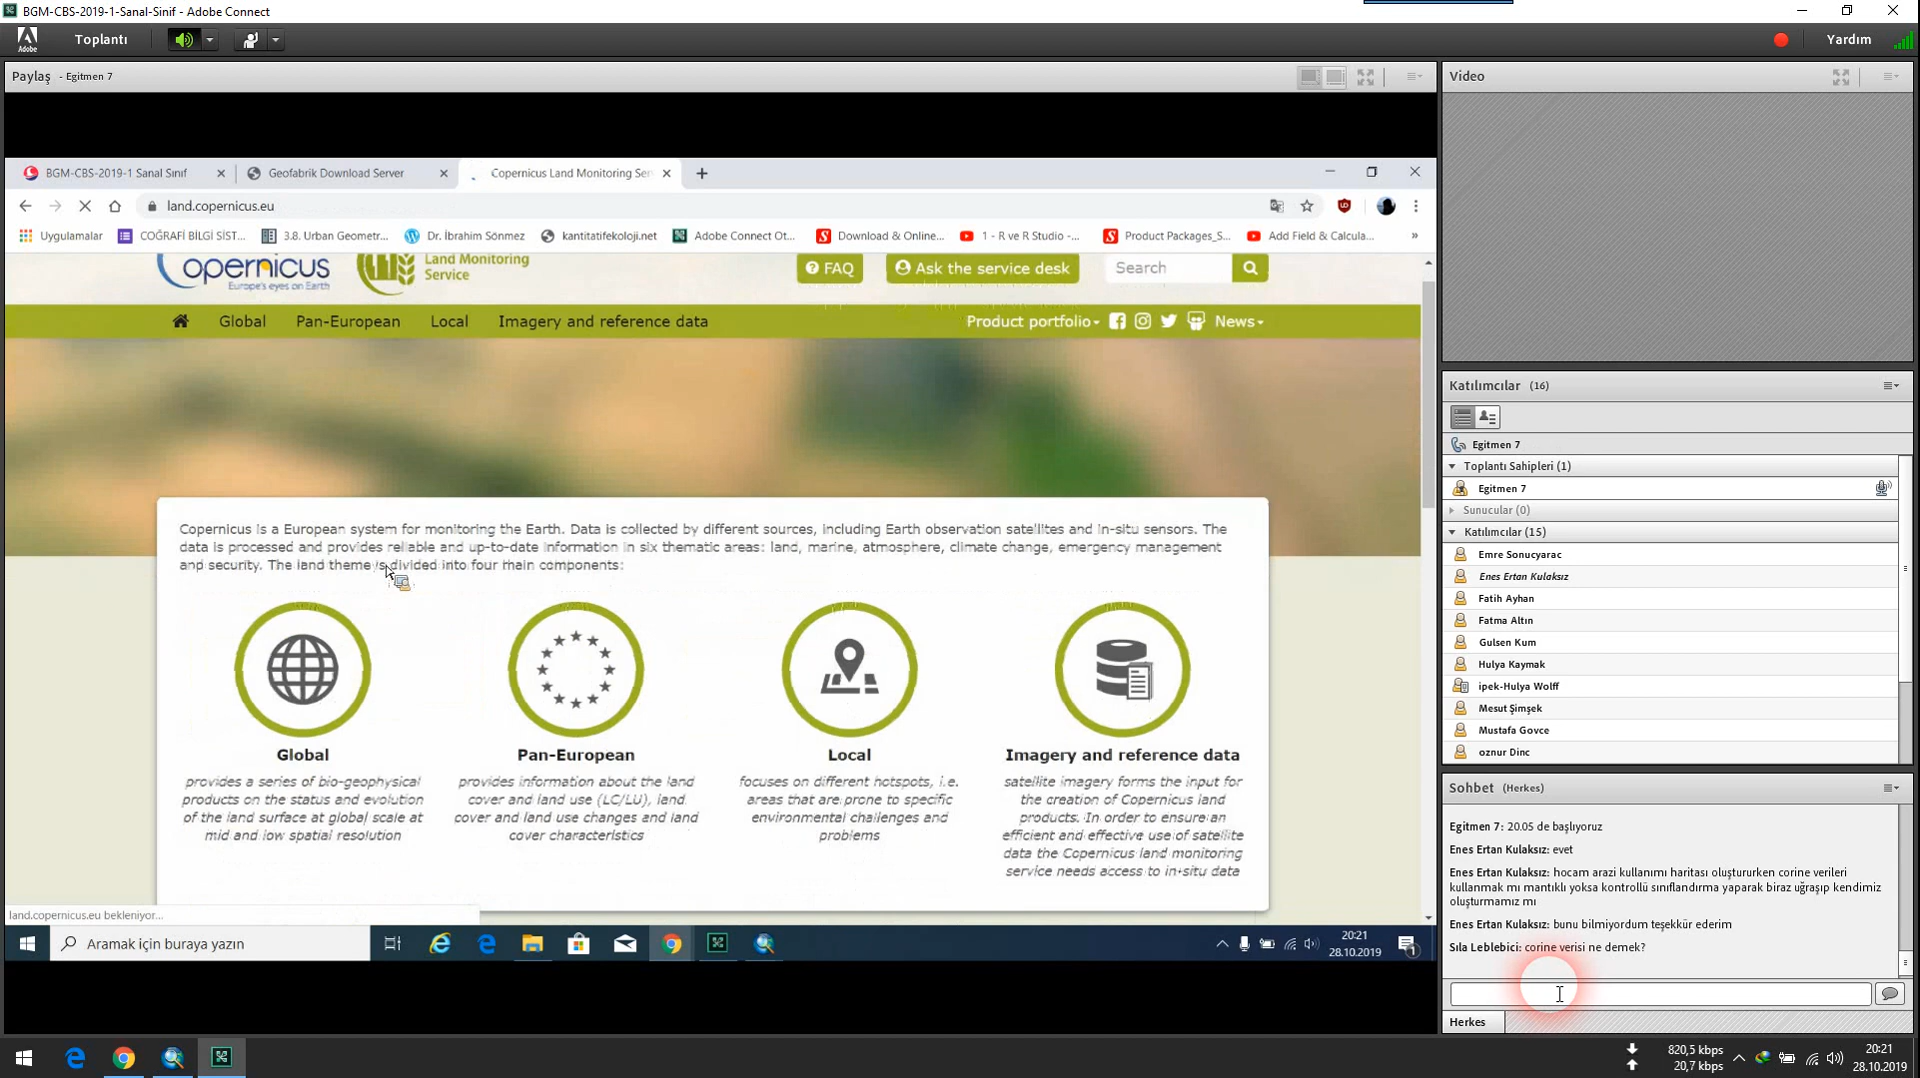 BGM-CBS-2019-1-Sanal-Sinif - Adobe Connect
Adobe
Toplantı
Yardım
Paylaş - Egitmen 7
BGM-CBS-2019-1 Sanal Sınıf
Geofabrik Download Server
Copernicus Land Monitoring Ser
land.copernicus.eu
Uygulamalar
COĞRAFİ BİLGİ SİST...
3.8. Urban Geometr...
Dr. İbrahim Sönmez
kantitatifekoloji.net
Adobe Connect Ot...
Download & Online...
1 - R ve R Studio -...
Product Packages_S...
Add Field & Calcula...
»
opernicus
Europe's eyes on Earth
Land Monitoring
Service
FAQ
Ask the service desk
Search
Global
Pan-European
Local
Imagery and reference data
Product portfolio
News
Copernicus is a European system for monitoring the Earth. Data is collected by different sources, including Earth observation satellites and in-situ sensors. The
data is processed and provides reliable and up-to-date information in six thematic areas: land, marine, atmosphere, climate change, emergency management
and security. The land theme is divided into four main components:
Global
provides a series of bio-geophysical
products on the status and evolution
of the land surface at global scale at
mid and low spatial resolution
Pan-European
provides information about the land
cover and land use (LC/LU), land
cover and land use changes and land
cover characteristics
Local
focuses on different hotspots, i.e.
areas that are prone to specific
environmental challenges and
problems
Imagery and reference data
satellite imagery forms the input for
the creation of Copernicus land
products. In order to ensure an
efficient and effective use of satellite
data the Copernicus land monitoring
service needs access to in-situ data
land.copernicus.eu bekleniyor...
Aramak için buraya yazın
20:21
28.10.2019
1
Video
Katılımcılar (16)
Egitmen 7
Toplantı Sahipleri (1)
Egitmen 7
Sunucular (0)
Katılımcılar (15)
Emre Sonucyarac
Enes Ertan Kulaksız
Fatih Ayhan
Fatma Altın
Gulsen Kum
Hulya Kaymak
ipek-Hulya Wolff
Mesut Şimşek
Mustafa Govce
oznur Dinc
Sohbet (Herkes)
Egitmen 7: 20.05 de başlıyoruz
Enes Ertan Kulaksız: evet
Enes Ertan Kulaksız: hocam arazi kullanımı haritası oluştururken corine verileri
kullanmak mı mantıklı yoksa kontrollü sınıflandırma yaparak biraz uğraşıp kendimiz
oluşturmamız mı
Enes Ertan Kulaksız: bunu bilmiyordum teşekkür ederim
Sıla Leblebici: corine verisi ne demek?
Herkes
820,5 kbps
20,7 kbps
20:21
28.10.2019